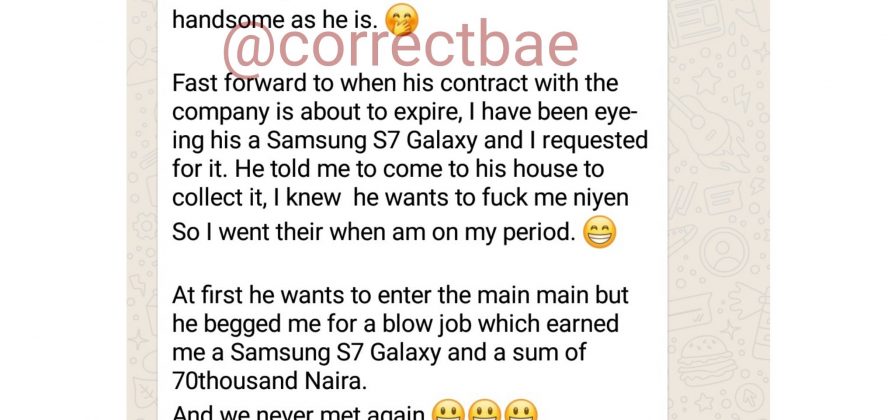 handsome as he is. 🤭
@correctbae
Fast forward to when his contract with the
company is about to expire, I have been eye-
ing his a Samsung S7 Galaxy and I requested
for it. He told me to come to his house to
collect it, I knew he wants to fuck me niyen
So I went their when am on my period. 😁
At first he wants to enter the main main but
he begged me for a blow job which earned
me a Samsung S7 Galaxy and a sum of
70thousand Naira.
And we never met again 😀😀😀